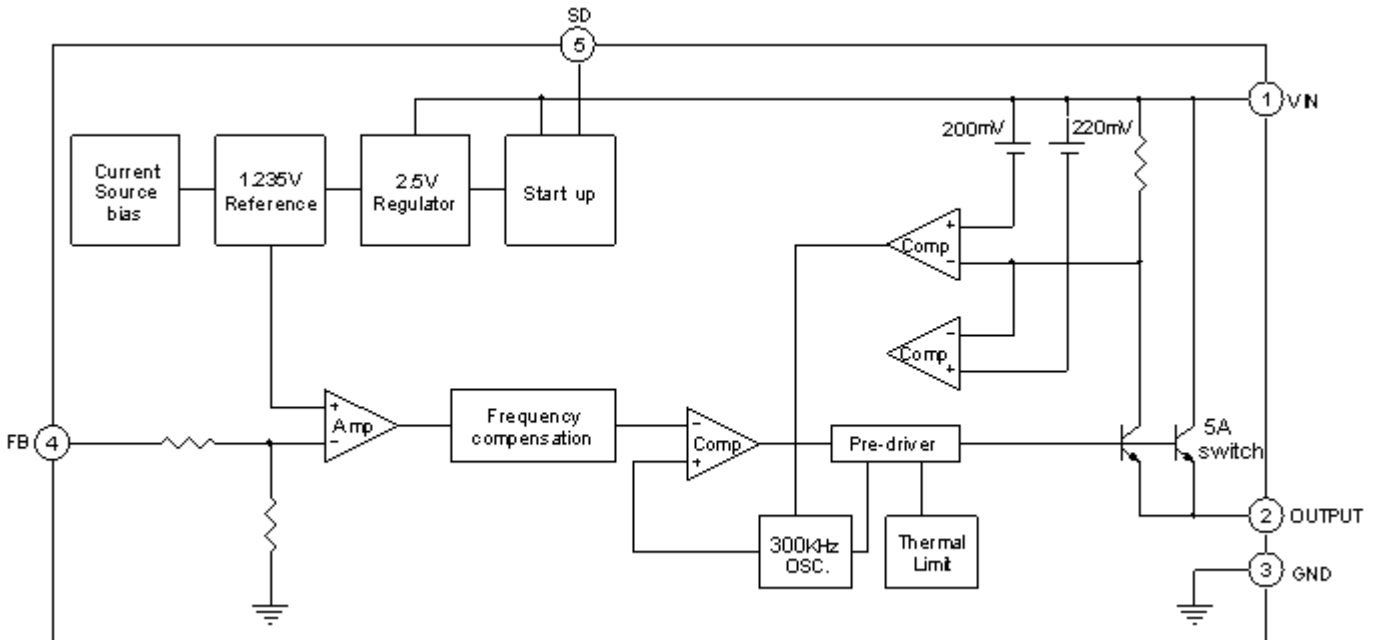 SD
5
1 VIN
200mV
220mV
Current
Source
bias
1.235V
Reference
2.5V
Regulator
Start up
+
Comp
-
-
Comp
+
FB 4
+
Amp
-
Frequency
compensation
-
Comp
+
Pre-driver
5A
switch
300KHz
OSC.
Thermal
Limit
2 OUTPUT
3 GND